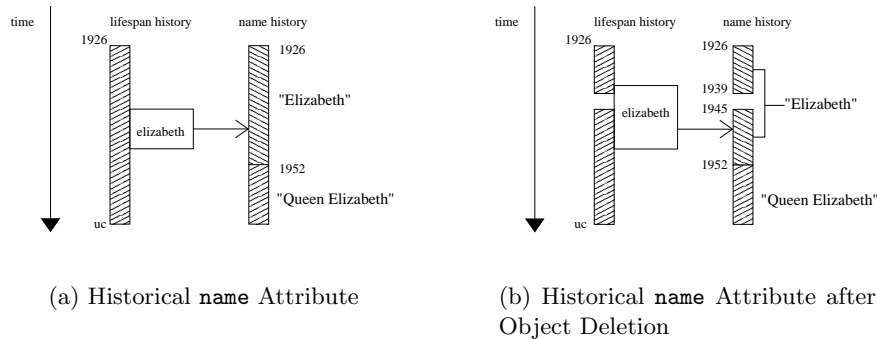 time
lifespan history
name history
1926
1926
"Elizabeth"
elizabeth
1952
"Queen Elizabeth"
uc
(a) Historical name Attribute
time
lifespan history
name history
1926
1926
1939
1945
"Elizabeth"
elizabeth
1952
"Queen Elizabeth"
uc
(b) Historical name Attribute after
Object Deletion